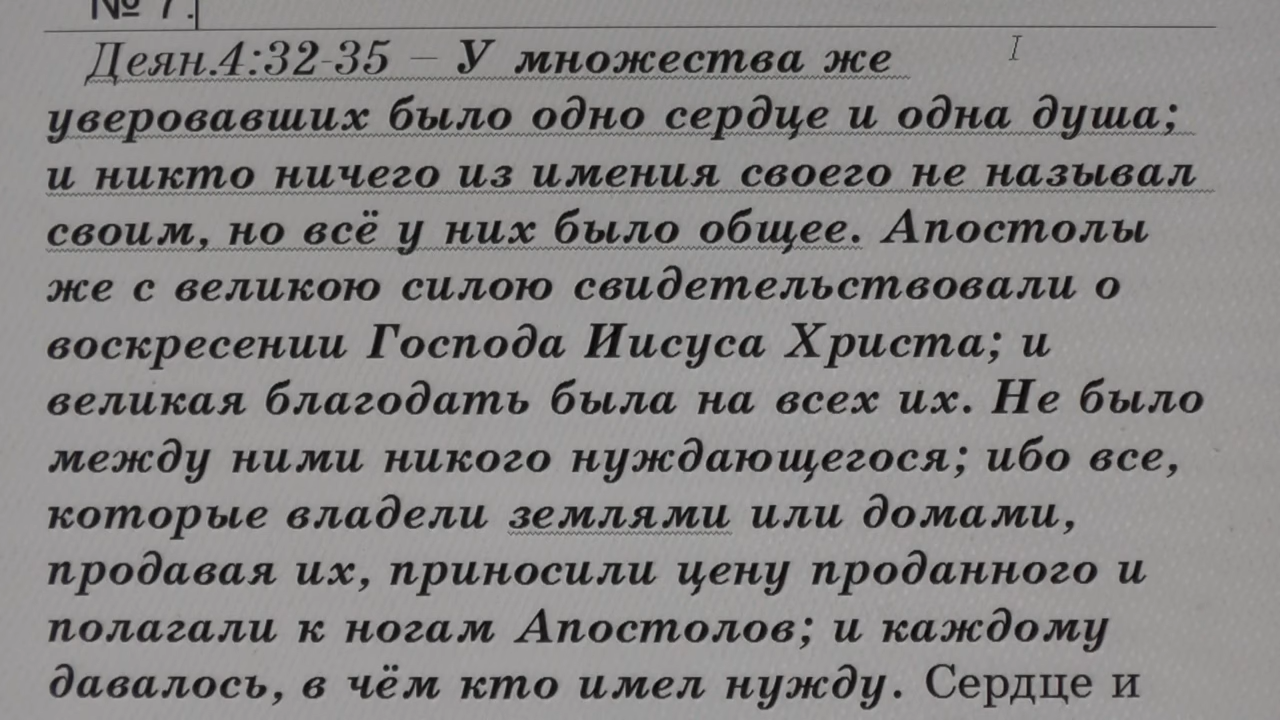 № 7.
Деян.4:32-35 – У множества же
уверовавших было одно сердце и одна душа;
и никто ничего из имения своего не называл
своим, но всё у них было общее. Апостолы
же с великою силою свидетельствовали о
воскресении Господа Иисуса Христа; и
великая благодать была на всех их. Не было
между ними никого нуждающегося; ибо все,
которые владели землями или домами,
продавая их, приносили цену проданного и
полагали к ногам Апостолов; и каждому
давалось, в чём кто имел нужду. Сердце и